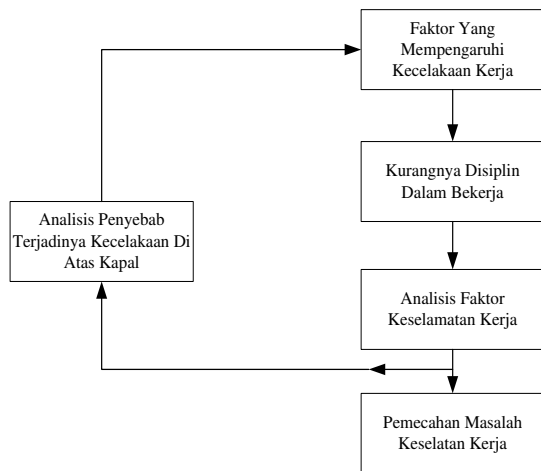 Faktor Yang
Mempengaruhi
Kecelakaan Kerja
Kurangnya Disiplin
Dalam Bekerja
Analisis Penyebab
Terjadinya Kecelakaan Di
Atas Kapal
Analisis Faktor
Keselamatan Kerja
Pemecahan Masalah
Keselatan Kerja